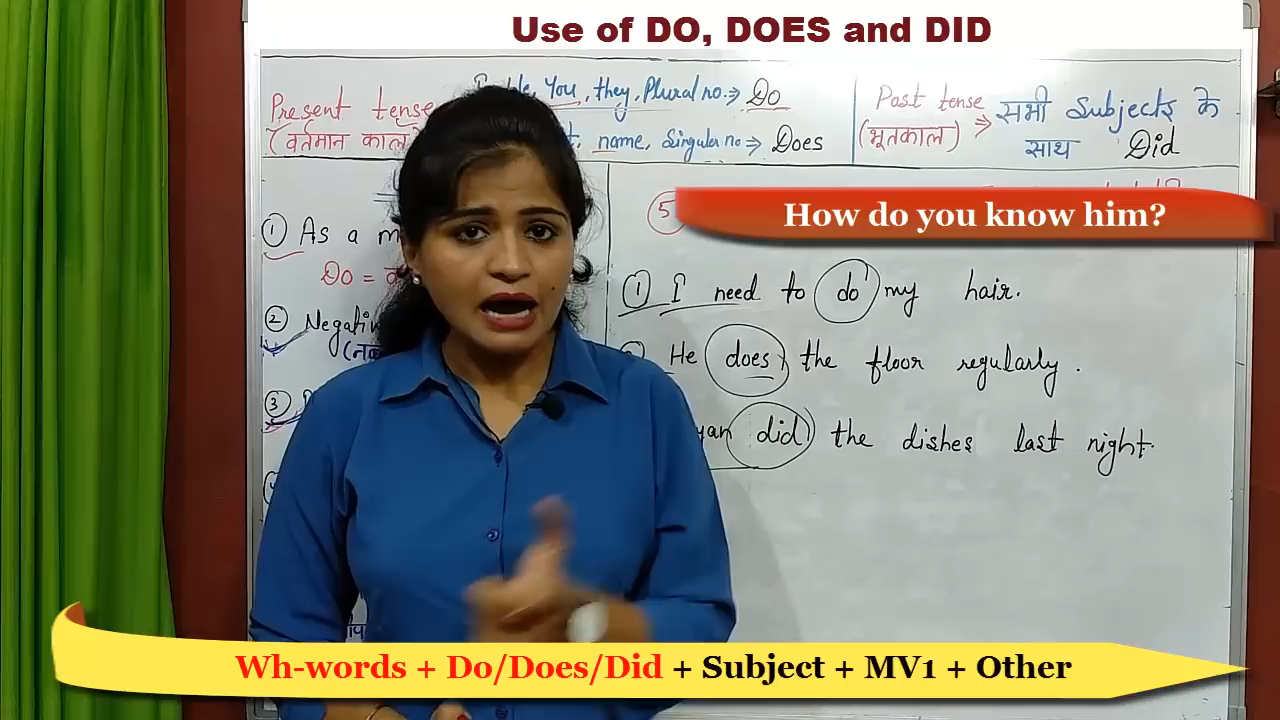 Use of DO, DOES and DID
You, they, Plural no. → Do
Present tense
(वर्तमान काल)
name, Singular no → Does
Past tense
(भूतकाल) ⇒ सभी Subjects के
साथ Did
① As a
Do =
② Negative
③
⑤
How do you know him?
① I need to do my hair.
He does the floor regularly.
did the dishes last night.
Wh-words + Do/Does/Did + Subject + MV1 + Other